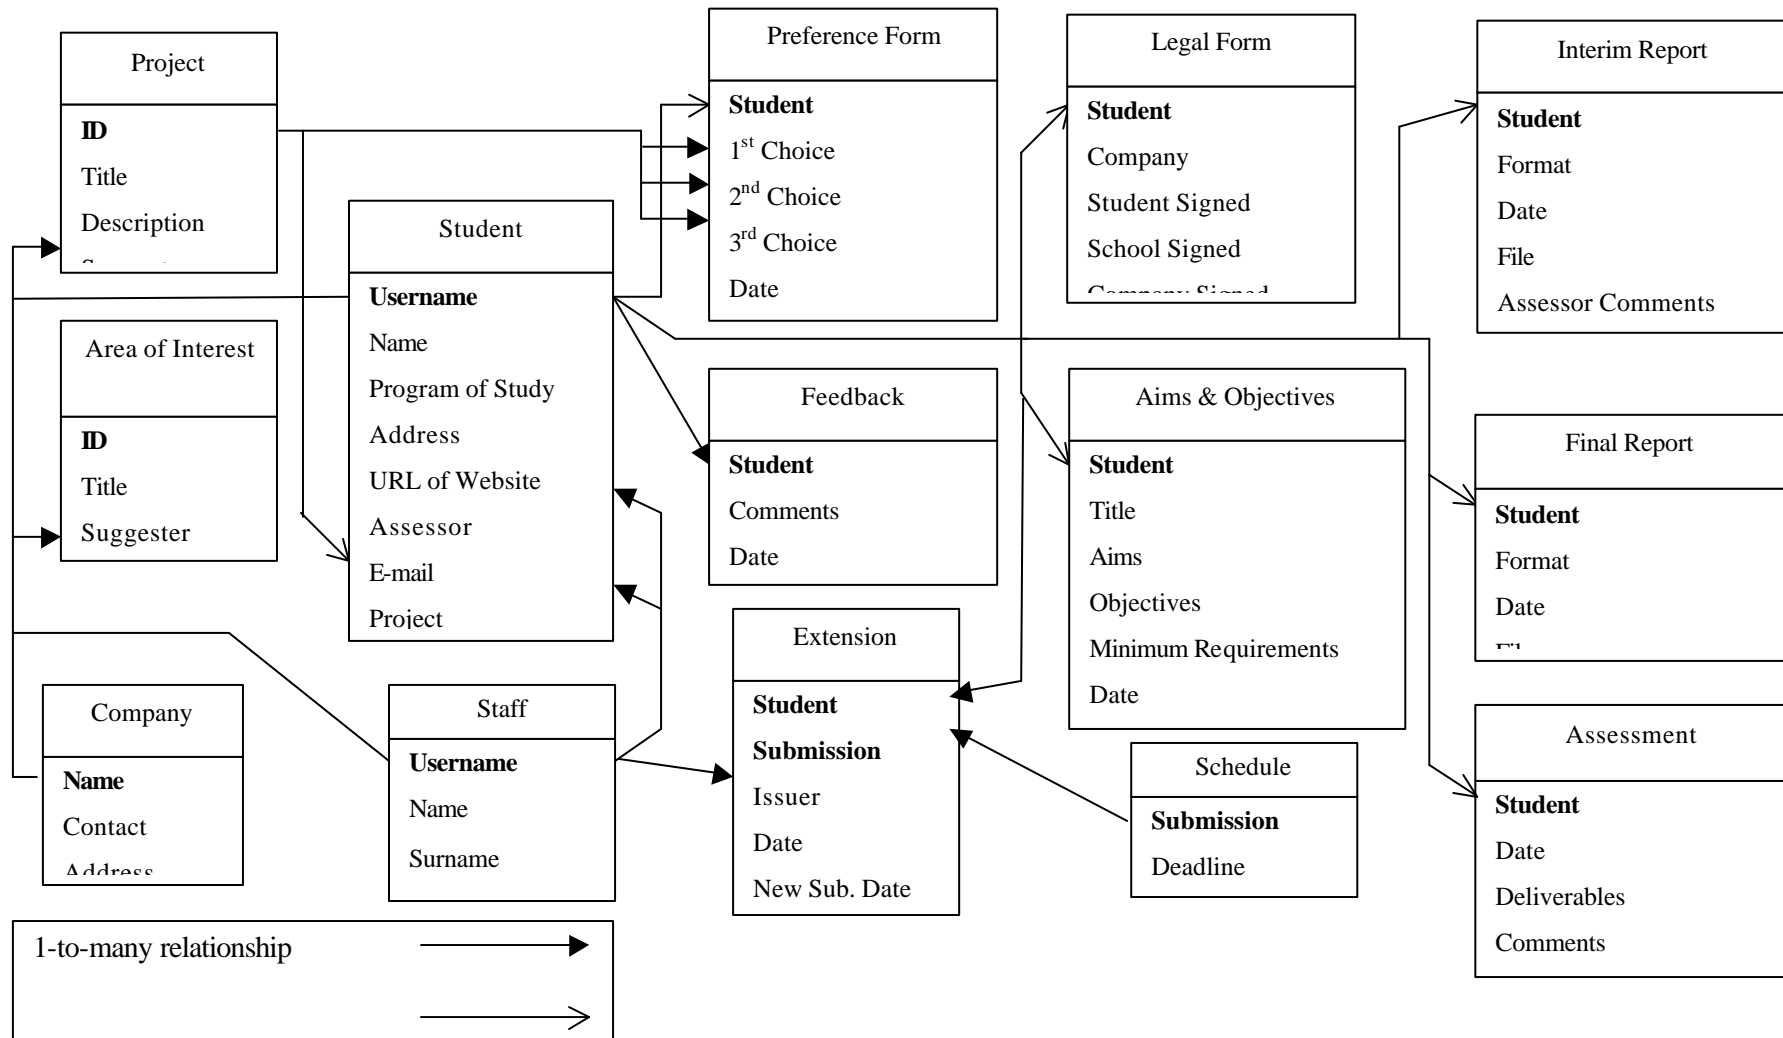 Project
ID
Title
Description
Area of Interest
ID
Title
Suggester
Company
Name
Contact
Address
Student
Username
Name
Program of Study
Address
URL of Website
Assessor
E-mail
Project
Staff
Username
Name
Surname
Preference Form
Student
1st Choice
2nd Choice
3rd Choice
Date
Feedback
Student
Comments
Date
Extension
Student
Submission
Issuer
Date
New Sub. Date
Legal Form
Student
Company
Student Signed
School Signed
Company Signed
Aims & Objectives
Student
Title
Aims
Objectives
Minimum Requirements
Date
Schedule
Submission
Deadline
Interim Report
Student
Format
Date
File
Assessor Comments
Final Report
Student
Format
Date
Assessment
Student
Date
Deliverables
Comments
1-to-many relationship